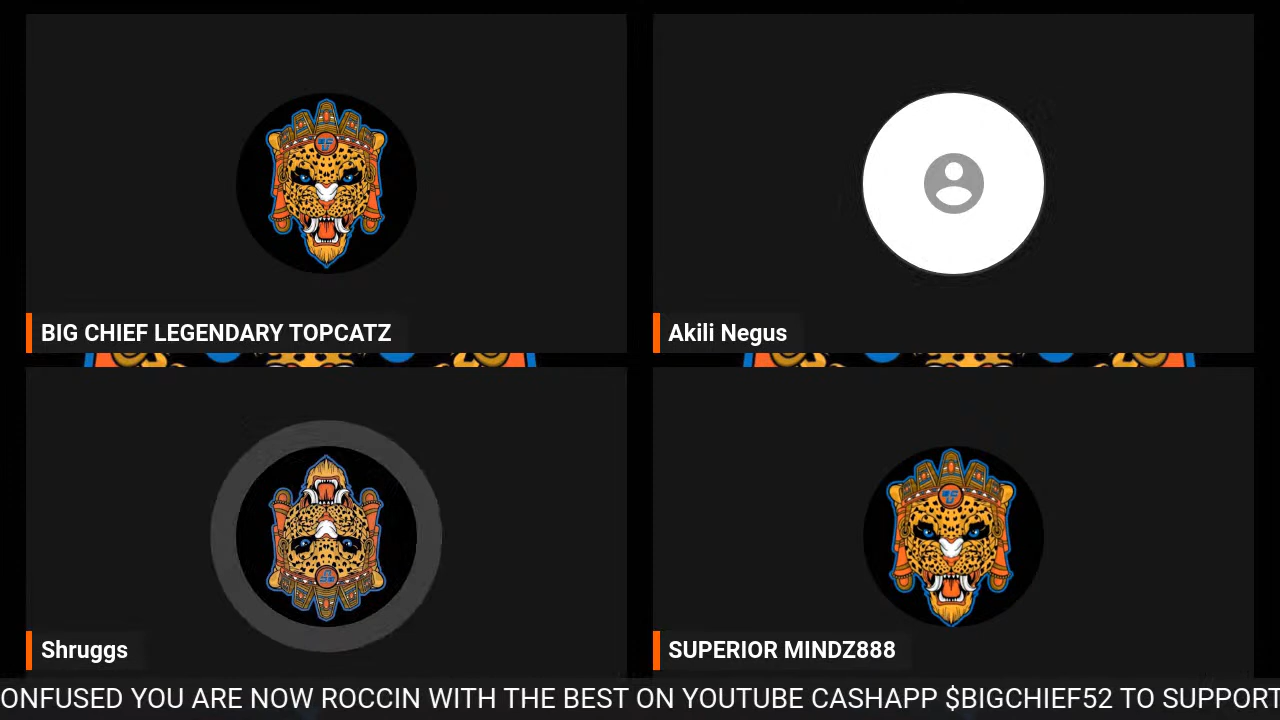 BIG CHIEF LEGENDARY TOPCATZ
Akili Negus
Shruggs
SUPERIOR MINDZ888
ONFUSED YOU ARE NOW ROCCIN WITH THE BEST ON YOUTUBE CASHAPP $BIGCHIEF52 TO SUPPORT